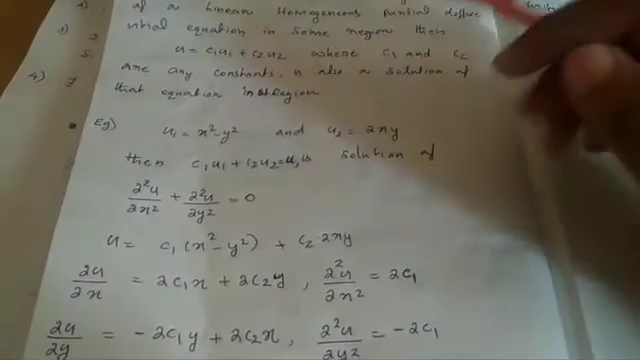 of a Linear Homogeneous Partial differ
ential equation in some region then
u = c₁u₁ + c₂u₂ where c₁ and c₂
are any constants, is also a solution of
that equation in region
Eg) u₁ = x² - y² and u₂ = 2xy
then c₁u₁ + c₂u₂ = u, is solution of
∂²u/∂x² + ∂²u/∂y² = 0
u = c₁(x² - y²) + c₂ 2xy
∂u/∂x = 2c₁x + 2c₂y , ∂²u/∂x² = 2c₁
∂u/∂y = -2c₁y + 2c₂x, ∂²u/∂y² = -2c₁